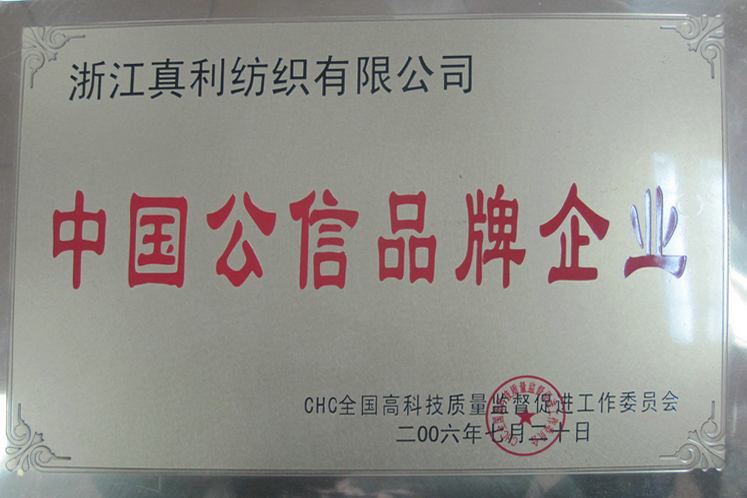 浙江真利纺织有限公司
中国公信品牌企业
CHC全国高科技质量监督促进工作委员会
二00六年七月二十日